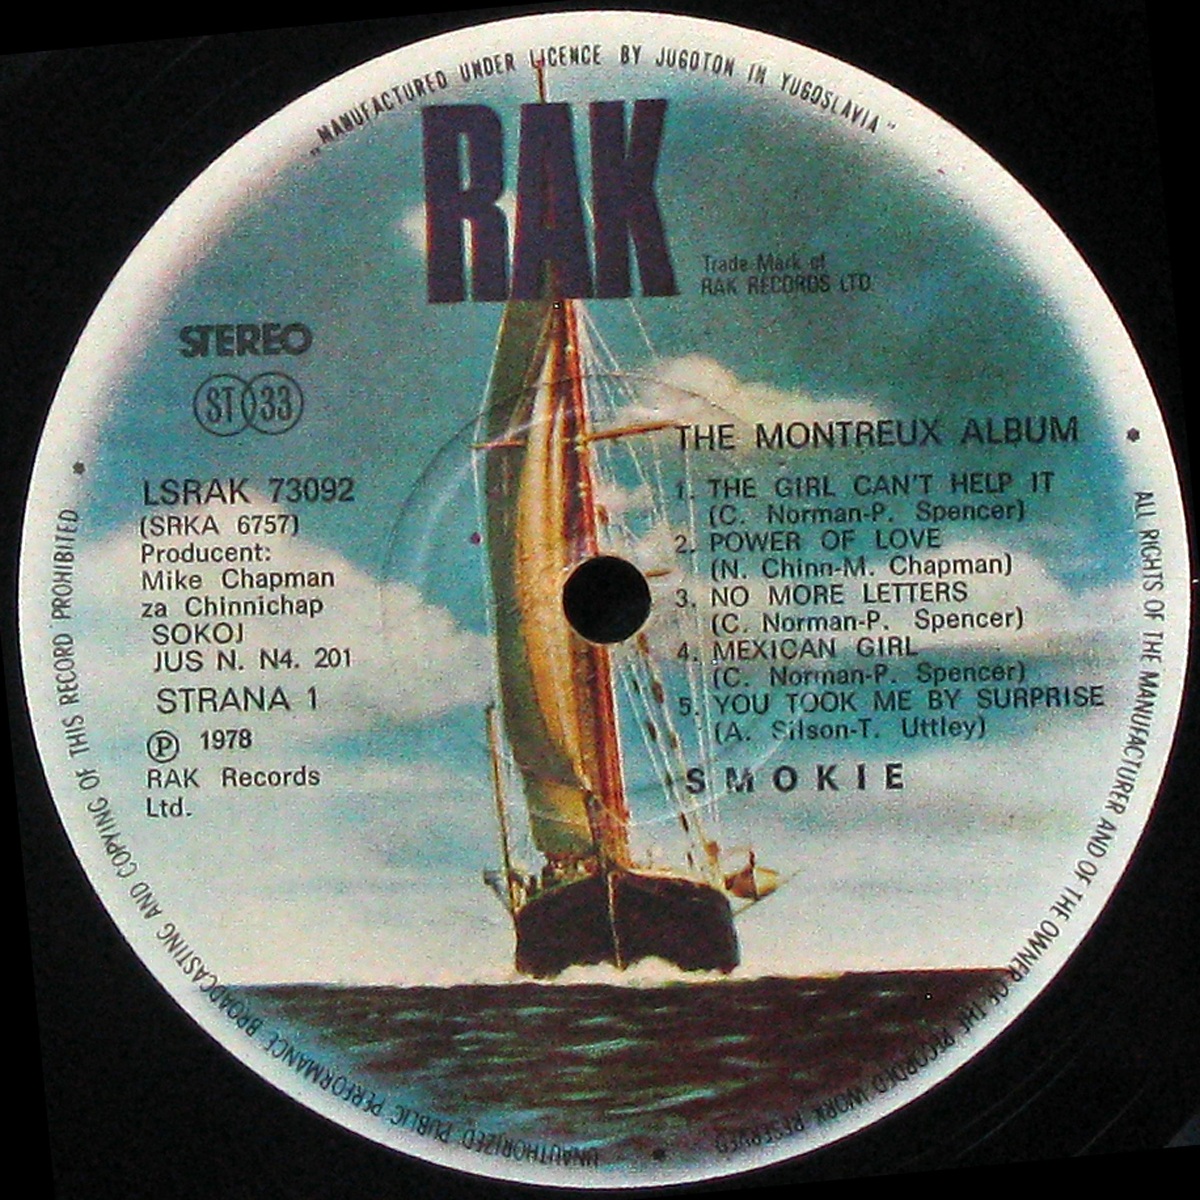 „MANUFACTURED UNDER LICENCE BY JUGOTON IN YUGOSLAVIA"
RAK
Trade-Mark of
RAK RECORDS LTD
STEREO
ST 33
LSRAK 73092
(SRKA 6757)
Producent:
Mike Chapman
za Chinnichap
SOKOJ
JUS N. N4. 201
STRANA 1
℗ 1978
RAK Records
Ltd.
THE MONTREUX ALBUM
1. THE GIRL CAN'T HELP IT
(C. Norman-P. Spencer)
2. POWER OF LOVE
(N. Chinn-M. Chapman)
3. NO MORE LETTERS
(C. Norman-P. Spencer)
4. MEXICAN GIRL
(C. Norman-P. Spencer)
5. YOU TOOK ME BY SURPRISE
(A. Silson-T. Uttley)
SMOKIE
ALL RIGHTS OF THE MANUFACTURER AND OF THE OWNER OF THE RECORDED WORK RESERVED
UNAUTHORIZED PUBLIC PERFORMANCE BROADCASTING AND COPYING OF THIS RECORD PROHIBITED